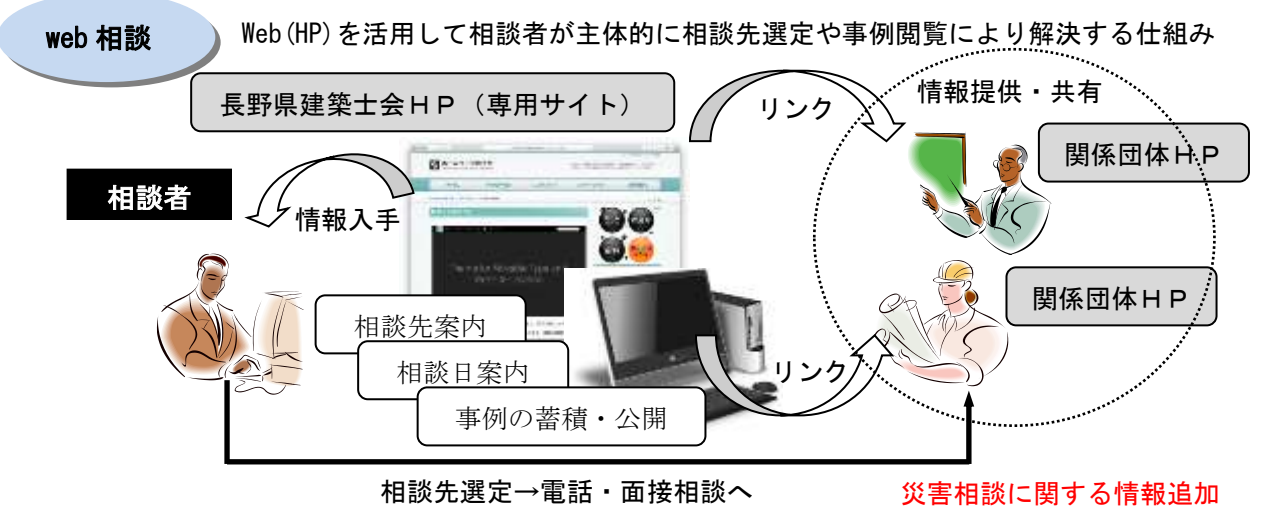 web 相談
Web(HP)を活用して相談者が主体的に相談先選定や事例閲覧により解決する仕組み
長野県建築士会HP（専用サイト）
リンク
情報提供・共有
関係団体HP
相談者
情報入手
関係団体HP
相談先案内
相談日案内
リンク
事例の蓄積・公開
相談先選定→電話・面接相談へ
災害相談に関する情報追加